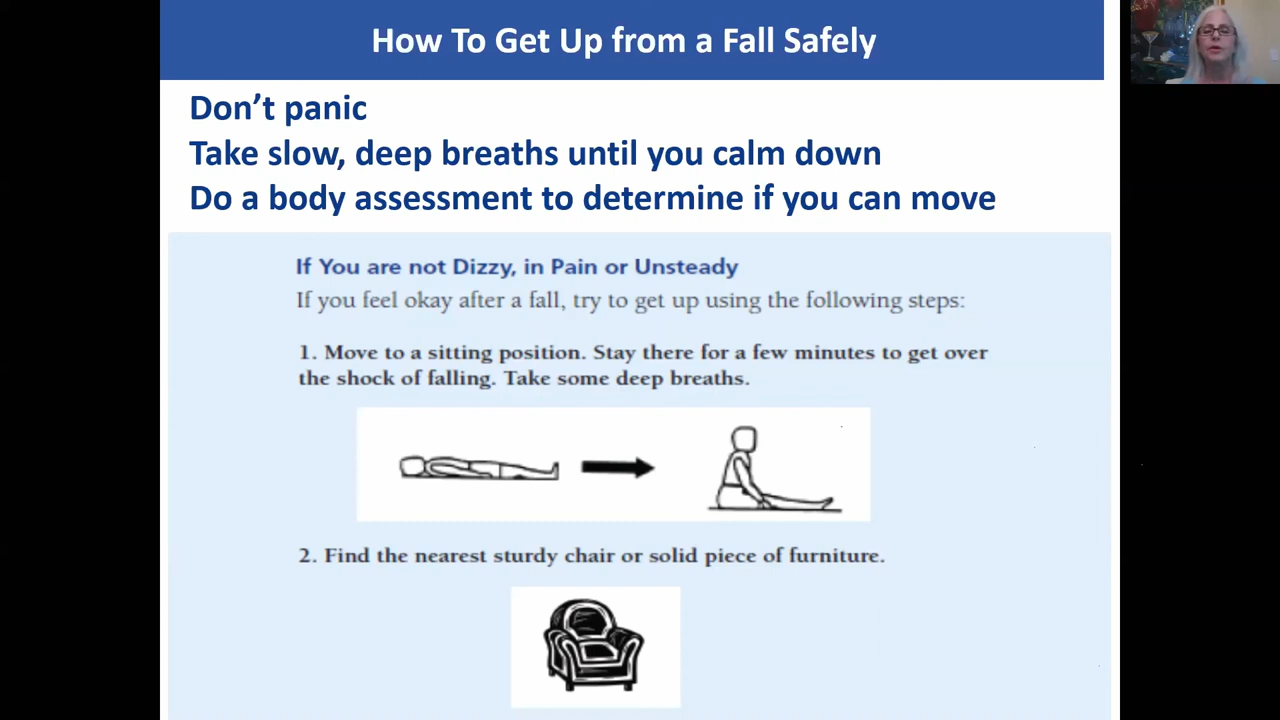 How To Get Up from a Fall Safely
Don't panic
Take slow, deep breaths until you calm down
Do a body assessment to determine if you can move
If You are not Dizzy, in Pain or Unsteady
If you feel okay after a fall, try to get up using the following steps:
1. Move to a sitting position. Stay there for a few minutes to get over
the shock of falling. Take some deep breaths.
2. Find the nearest sturdy chair or solid piece of furniture.